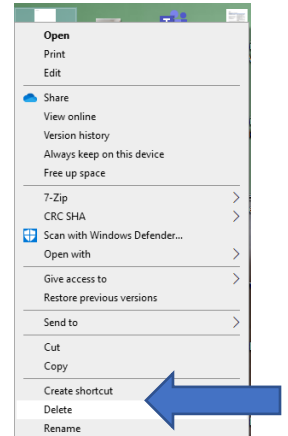 Open
Print
Edit
Share
View online
Version history
Always keep on this device
Free up space
7-Zip
CRC SHA
Scan with Windows Defender...
Open with
Give access to
Restore previous versions
Send to
Cut
Copy
Create shortcut
Delete
Rename